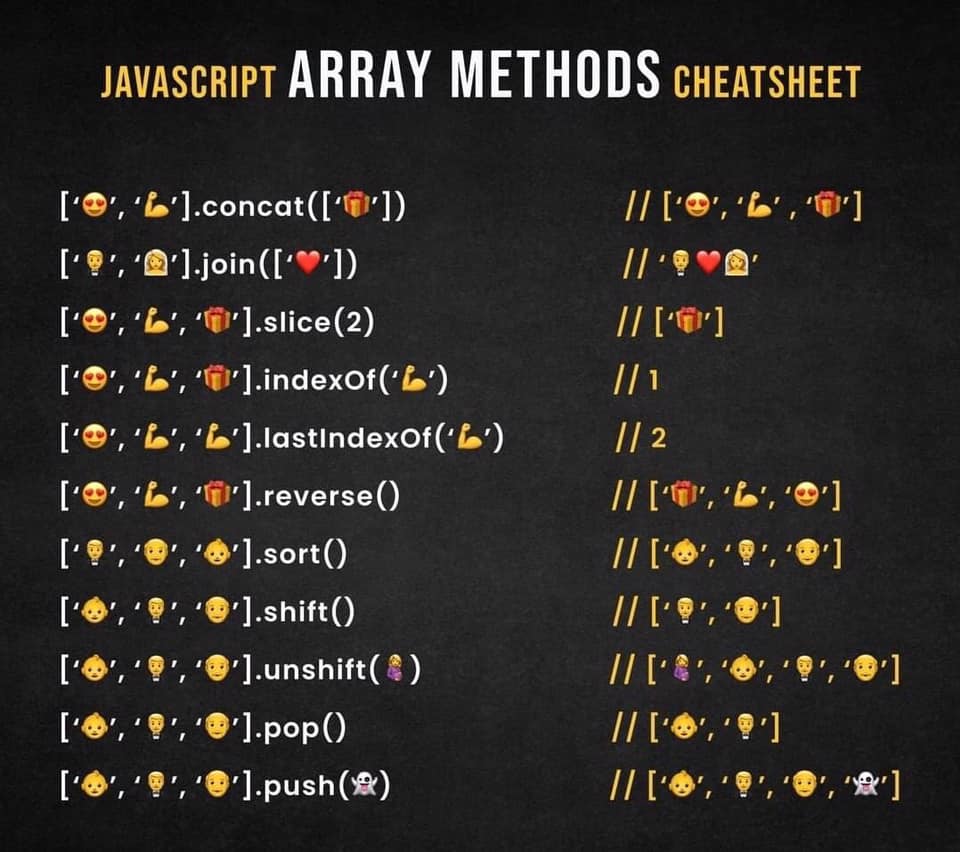 JAVASCRIPT ARRAY METHODS CHEATSHEET
[‘😍’, ‘💪’].concat([‘🎁’]) // [‘😍’, ‘💪’ , ‘🎁’]
[‘👨’, ‘👰’].join([‘❤️’]) // ‘👨❤️👰’
[‘😍’, ‘💪’, ‘🎁’].slice(2) // [‘🎁’]
[‘😍’, ‘💪’, ‘🎁’].indexOf(‘💪’) // 1
[‘😍’, ‘💪’, ‘💪’].lastIndexOf(‘💪’) // 2
[‘😍’, ‘💪’, ‘🎁’].reverse() // [‘🎁’, ‘💪’, ‘😍’]
[‘👨’, ‘👴’, ‘👶’].sort() // [‘👶’, ‘👨’, ‘👴’]
[‘👶’, ‘👨’, ‘👴’].shift() // [‘👨’, ‘👴’]
[‘👶’, ‘👨’, ‘👴’].unshift(🤰) // [‘🤰’, ‘👶’, ‘👨’, ‘👴’]
[‘👶’, ‘👨’, ‘👴’].pop() // [‘👶’, ‘👨’]
[‘👶’, ‘👨’, ‘👴’].push(👻) // [‘👶’, ‘👨’, ‘👴’, ‘👻’]